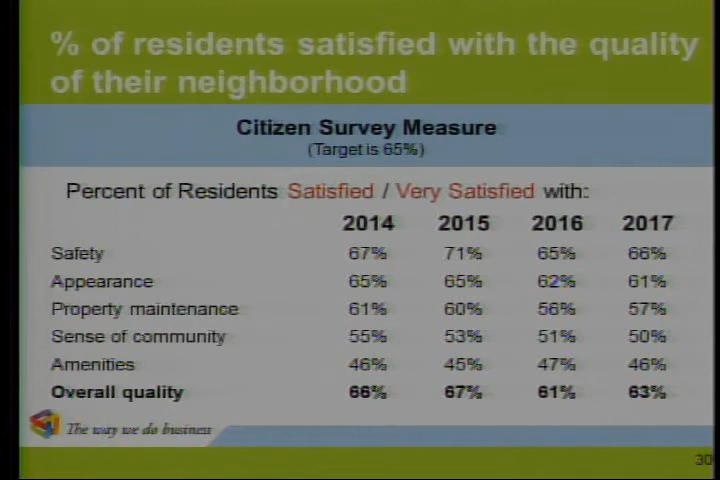 % of residents satisfied with the quality
of their neighborhood
Citizen Survey Measure
(Target is 65%)
Percent of Residents Satisfied / Very Satisfied with:
2014 2015 2016 2017
Safety 67% 71% 65% 66%
Appearance 65% 65% 62% 61%
Property maintenance 61% 60% 56% 57%
Sense of community 55% 53% 51% 50%
Amenities 46% 45% 47% 46%
Overall quality 66% 67% 61% 63%
The way we do business
30